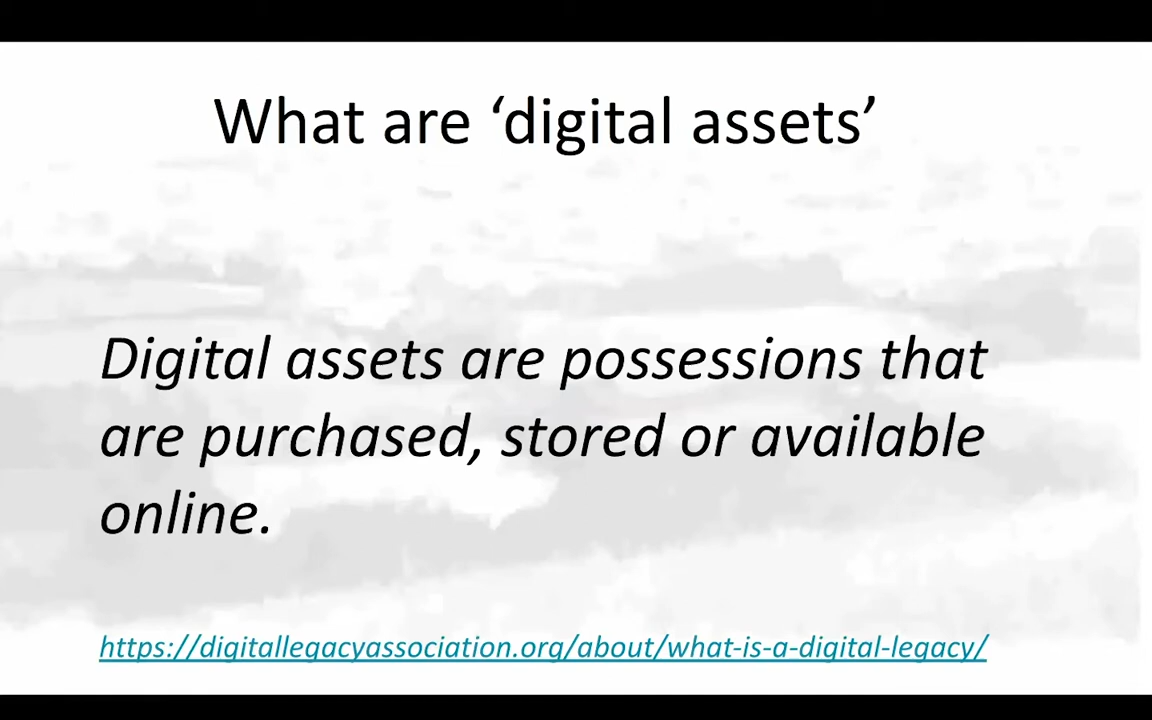 What are ‘digital assets’
Digital assets are possessions that
are purchased, stored or available
online.
https://digitallegacyassociation.org/about/what-is-a-digital-legacy/